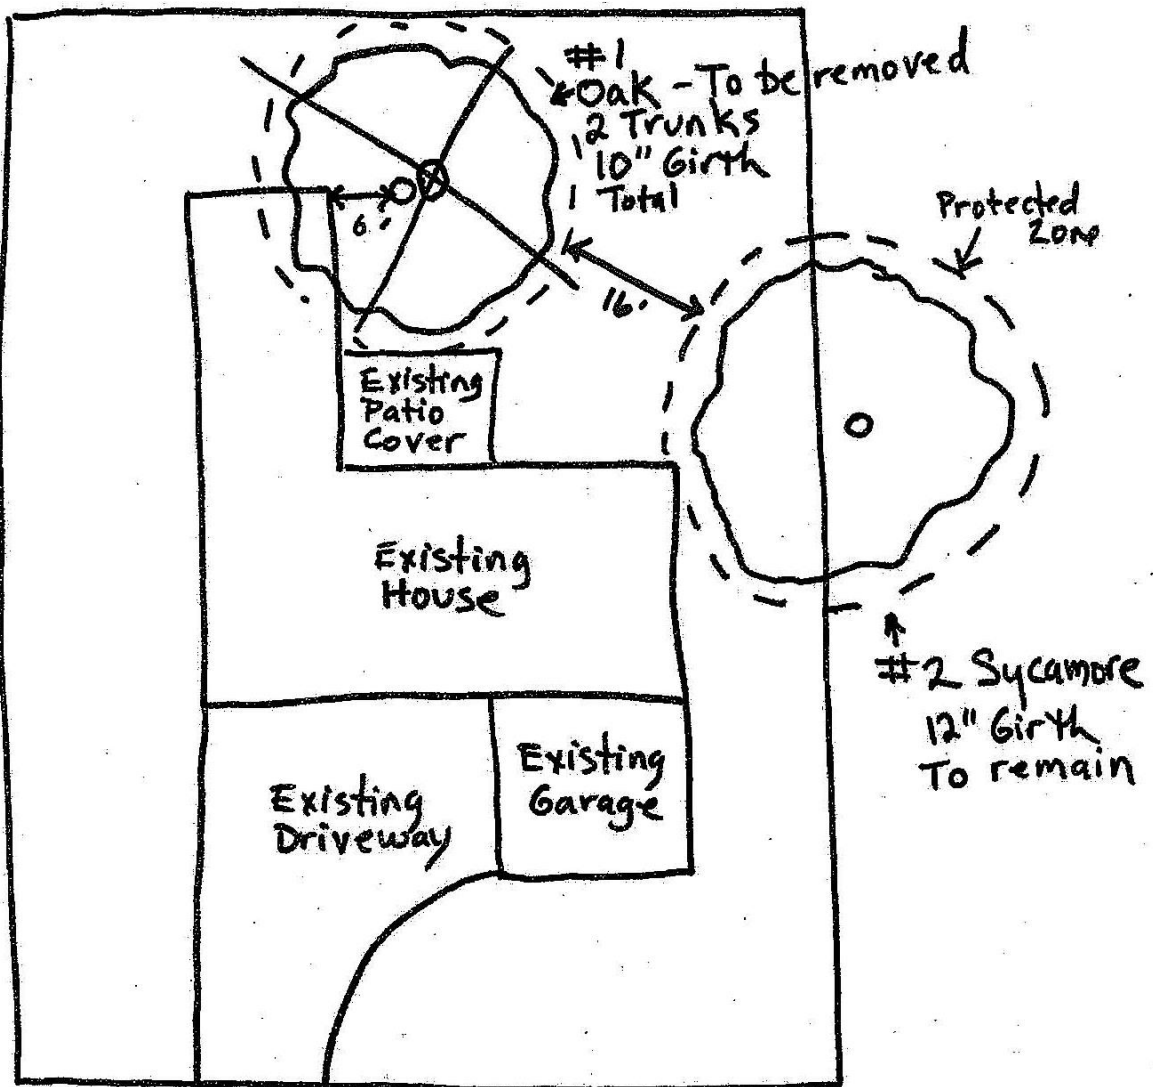 #1
Oak - To be removed
2 Trunks
10" Girth
Total
6'
16'
Protected
Zone
Existing
Patio
Cover
Existing
House
#2 Sycamore
12" Girth
To remain
Existing
Garage
Existing
Driveway